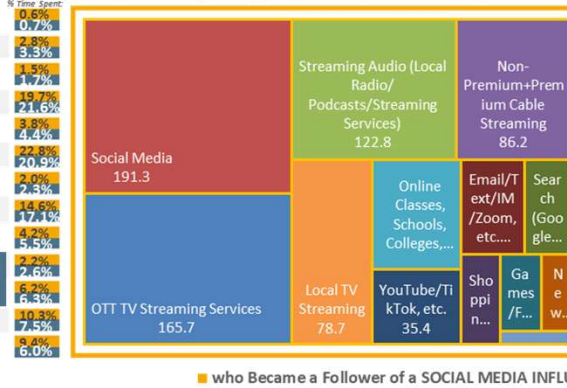 % Time Spent:
0.6%
0.7%
2.8%
3.3%
1.5%
1.7%
19.7%
21.6%
3.8%
4.4%
22.8%
20.9%
2.0%
2.3%
14.6%
17.1%
4.2%
5.5%
2.2%
2.6%
6.2%
6.3%
10.3%
7.5%
9.4%
6.0%
Social Media
191.3
OTT TV Streaming Services
165.7
Streaming Audio (Local
Radio/
Podcasts/Streaming
Services)
122.8
Non-
Premium+Prem
ium Cable
Streaming
86.2
Local TV
Streaming
78.7
Online
Classes,
Schools,
Colleges,...
YouTube/Ti
kTok, etc.
35.4
Email/T
ext/IM
/Zoom,
etc....
Sear
ch
(Goo
gle...
Sho
ppi
n...
Ga
mes
/F...
N
e
w...
who Became a Follower of a SOCIAL MEDIA INFLU